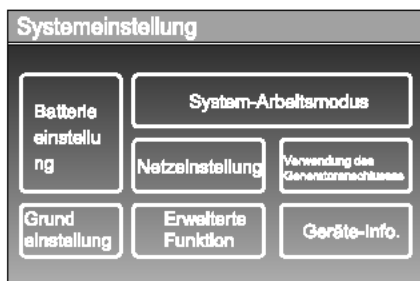 Systemeinstellung
Batterie
einstellu
ng
System-Arbeitsmodus
Netzeinstellung
Verwendung des
Generatoranschlusses
Grund
einstellung
Erweiterte
Funktion
Geräte-Info.